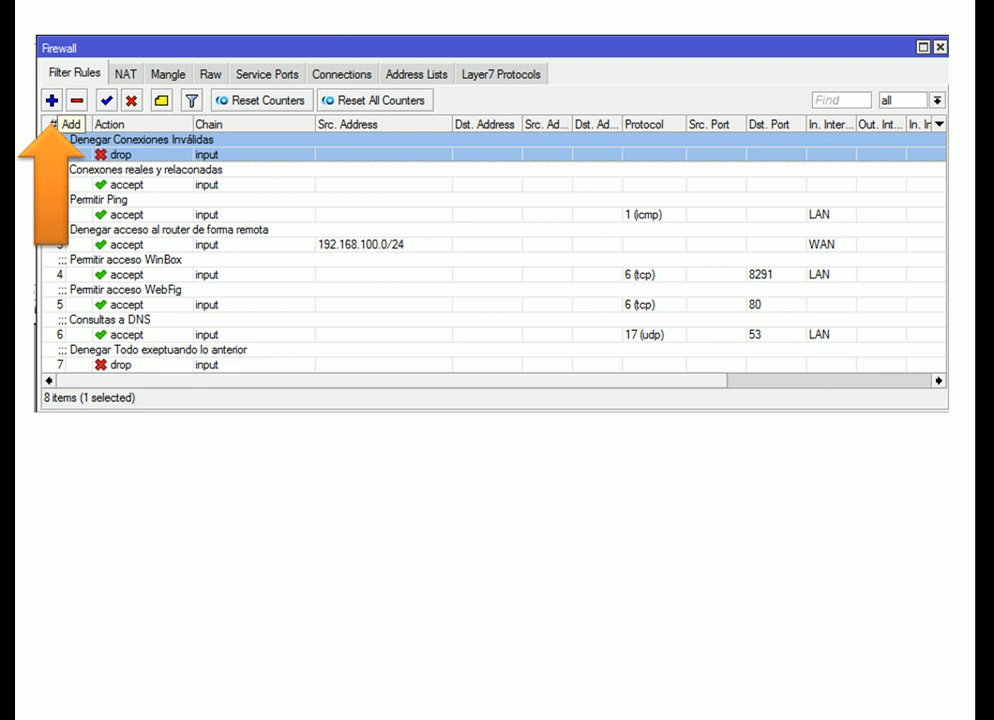 Firewall
Filter Rules NAT Mangle Raw Service Ports Connections Address Lists Layer7 Protocols
Reset Counters Reset All Counters Find all
# Add Action Chain Src. Address Dst. Address Src. Ad... Dst. Ad... Protocol Src. Port Dst. Port In. Inter... Out. Int... In. In
Denegar Conexiones Inválidas
drop input
Conexones reales y relaconadas
accept input
Permitir Ping
accept input 1 (icmp) LAN
Denegar acceso al router de forma remota
3 accept input 192.168.100.0/24 WAN
;;; Permitir acceso WinBox
4 accept input 6 (tcp) 8291 LAN
;;; Permitir acceso WebFig
5 accept input 6 (tcp) 80
;;; Consultas a DNS
6 accept input 17 (udp) 53 LAN
;;; Denegar Todo exeptuando lo anterior
7 drop input
8 items (1 selected)